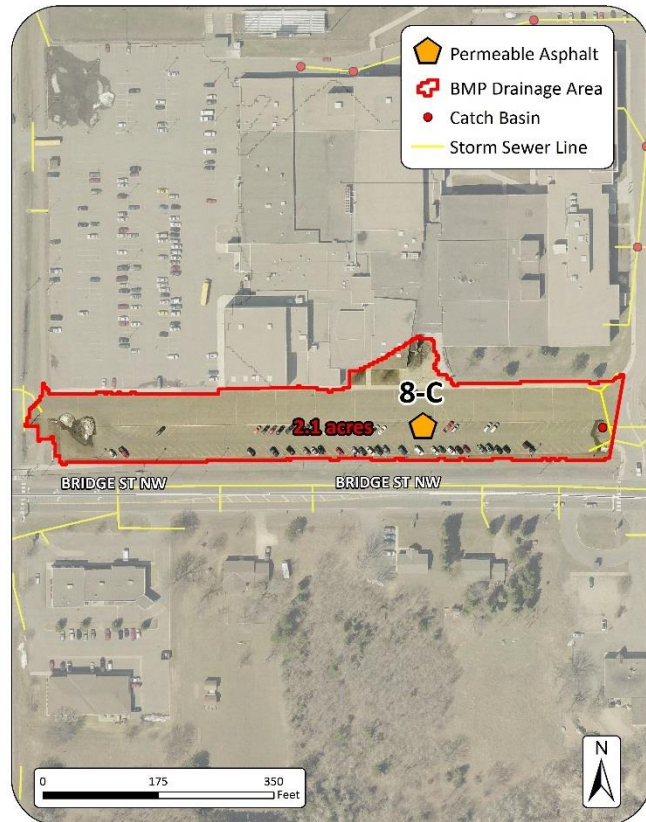 Permeable Asphalt
BMP Drainage Area
Catch Basin
Storm Sewer Line
8-C
2.1 acres
BRIDGE ST NW
BRIDGE ST NW
0
175
350
Feet
N